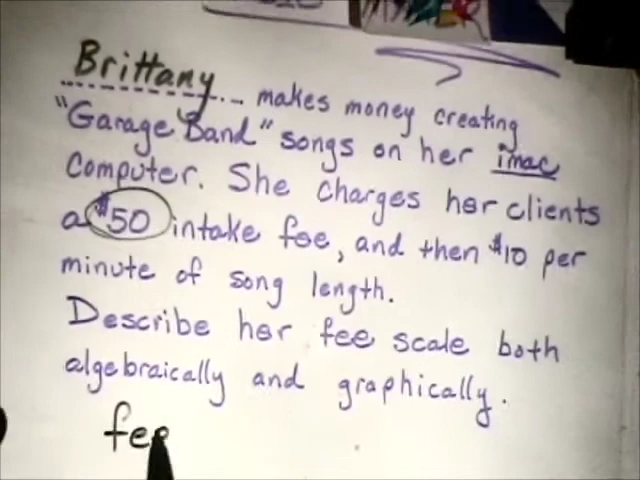 Brittany... makes money creating
"Garage Band" songs on her imac
Computer. She charges her clients
a $50 intake fee, and then $10 per
minute of song length.
Describe her fee scale both
algebraically and graphically.
fee